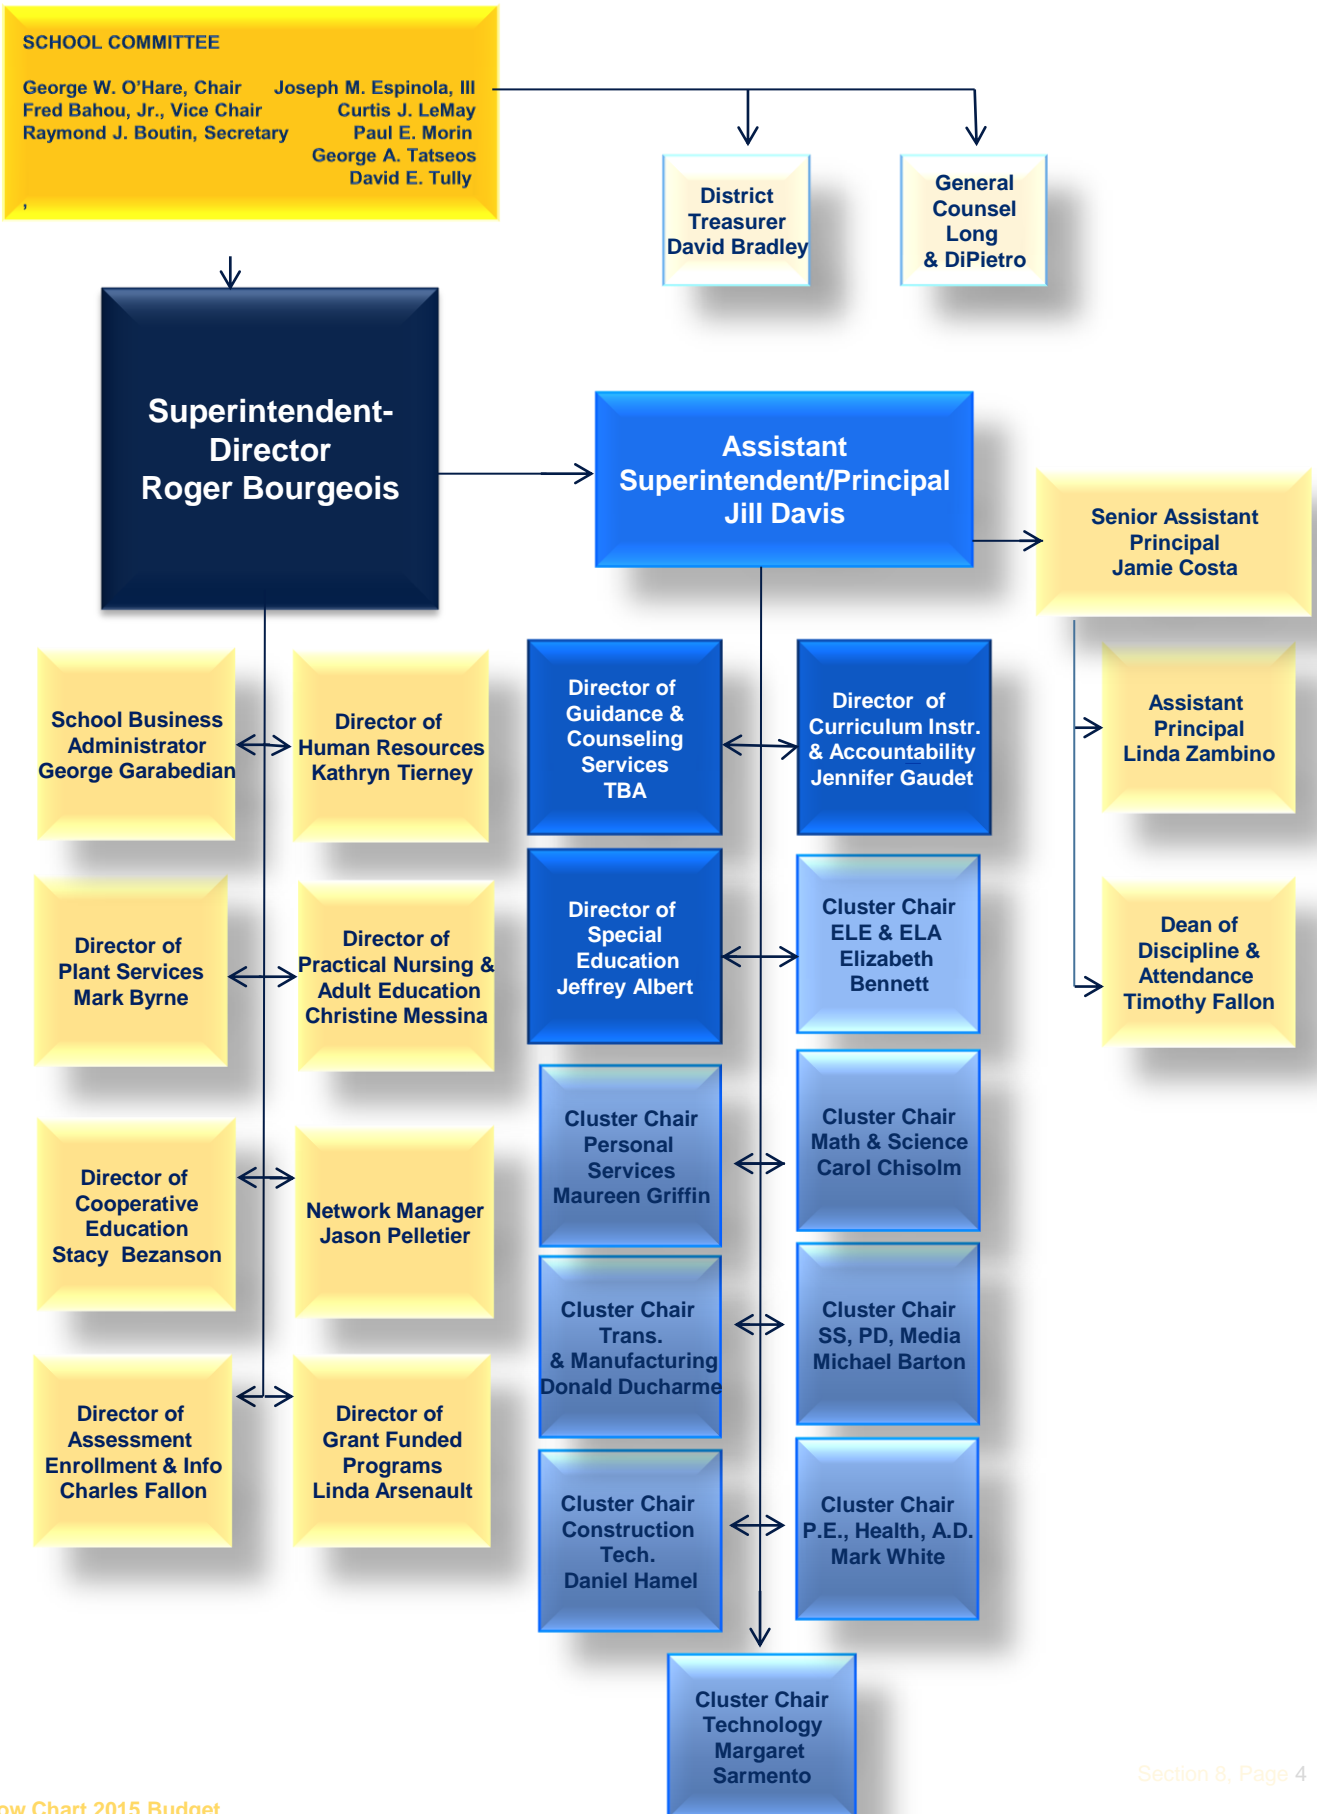 SCHOOL COMMITTEE
George W. O'Hare, Chair Joseph M. Espinola, III
Fred Bahou, Jr., Vice Chair Curtis J. LeMay
Raymond J. Boutin, Secretary Paul E. Morin
George A. Tatseos
David E. Tully
,
District
Treasurer
David Bradley
General
Counsel
Long
& DiPietro
Superintendent-
Director
Roger Bourgeois
Assistant
Superintendent/Principal
Jill Davis
Senior Assistant
Principal
Jamie Costa
School Business
Administrator
George Garabedian
Director of
Human Resources
Kathryn Tierney
Director of
Guidance &
Counseling
Services
TBA
Director of
Curriculum Instr.
& Accountability
Jennifer Gaudet
Assistant
Principal
Linda Zambino
Director of
Plant Services
Mark Byrne
Director of
Practical Nursing &
Adult Education
Christine Messina
Director of
Special
Education
Jeffrey Albert
Cluster Chair
ELE & ELA
Elizabeth
Bennett
Dean of
Discipline &
Attendance
Timothy Fallon
Director of
Cooperative
Education
Stacy Bezanson
Network Manager
Jason Pelletier
Cluster Chair
Personal
Services
Maureen Griffin
Cluster Chair
Math & Science
Carol Chisolm
Cluster Chair
Trans.
& Manufacturing
Donald Ducharme
Cluster Chair
SS, PD, Media
Michael Barton
Director of
Assessment
Enrollment & Info
Charles Fallon
Director of
Grant Funded
Programs
Linda Arsenault
Cluster Chair
Construction
Tech.
Daniel Hamel
Cluster Chair
P.E., Health, A.D.
Mark White
Cluster Chair
Technology
Margaret
Sarmento
Section 8, Page 4
ow Chart 2015 Budget